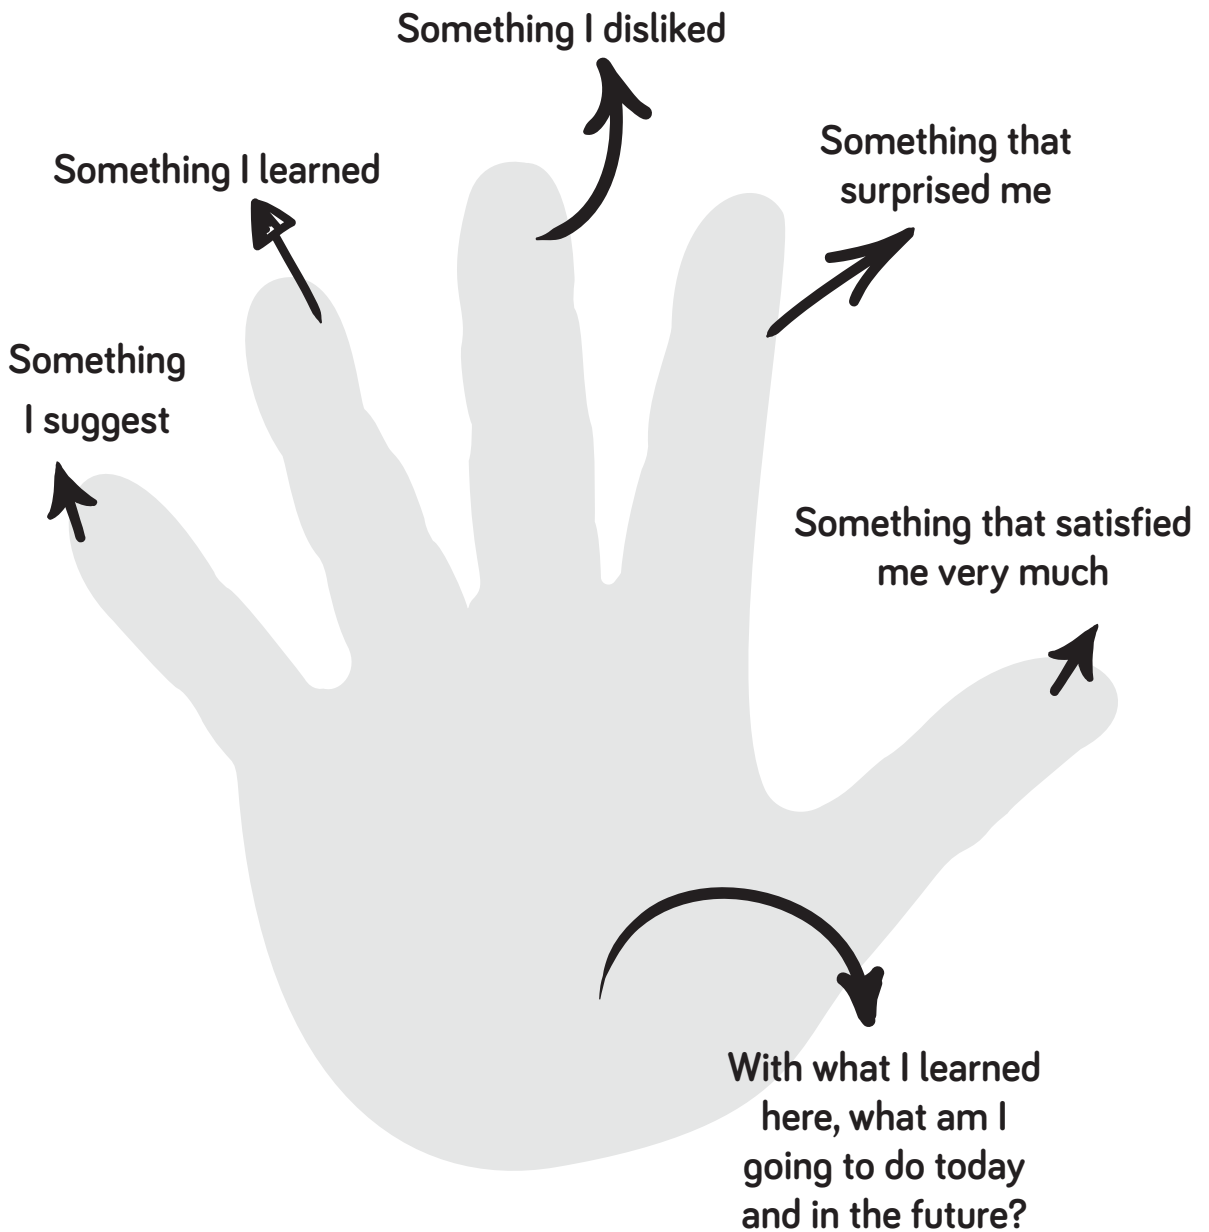 Something I disliked
Something that
surprised me
Something I learned
Something
I suggest
Something that satisfied
me very much
With what I learned
here, what am I
going to do today
and in the future?